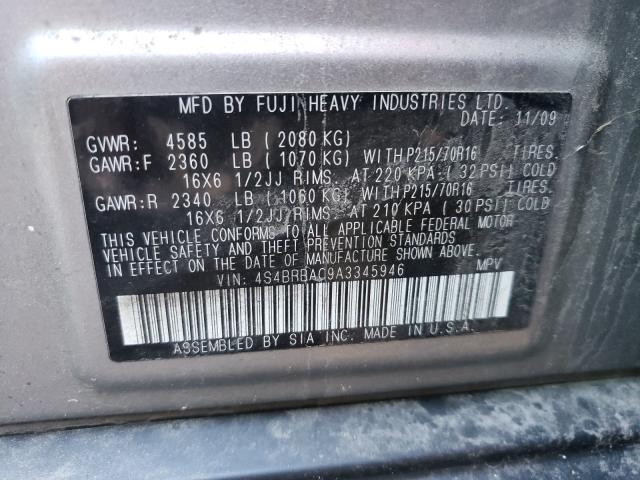 MFD BY FUJI HEAVY INDUSTRIES LTD.
DATE: 11/09
GVWR: 4585 LB ( 2080 KG)
GAWR:F 2360 LB ( 1070 KG) WITH P215/70R16 TIRES.
16X6 1/2JJ RIMS. AT 220 KPA ( 32 PSI) COLD
GAWR:R 2340 LB ( 1060 KG) WITH P215/70R16 TIRES.
16X6 1/2JJ RIMS. AT 210 KPA ( 30 PSI) COLD
THIS VEHICLE CONFORMS TO ALL APPLICABLE FEDERAL MOTOR
VEHICLE SAFETY AND THEFT PREVENTION STANDARDS
IN EFFECT ON THE DATE OF MANUFACTURE SHOWN ABOVE.
VIN: 4S4BRBAC9A3345946 MPV
ASSEMBLED BY SIA INC. MADE IN U.S.A.